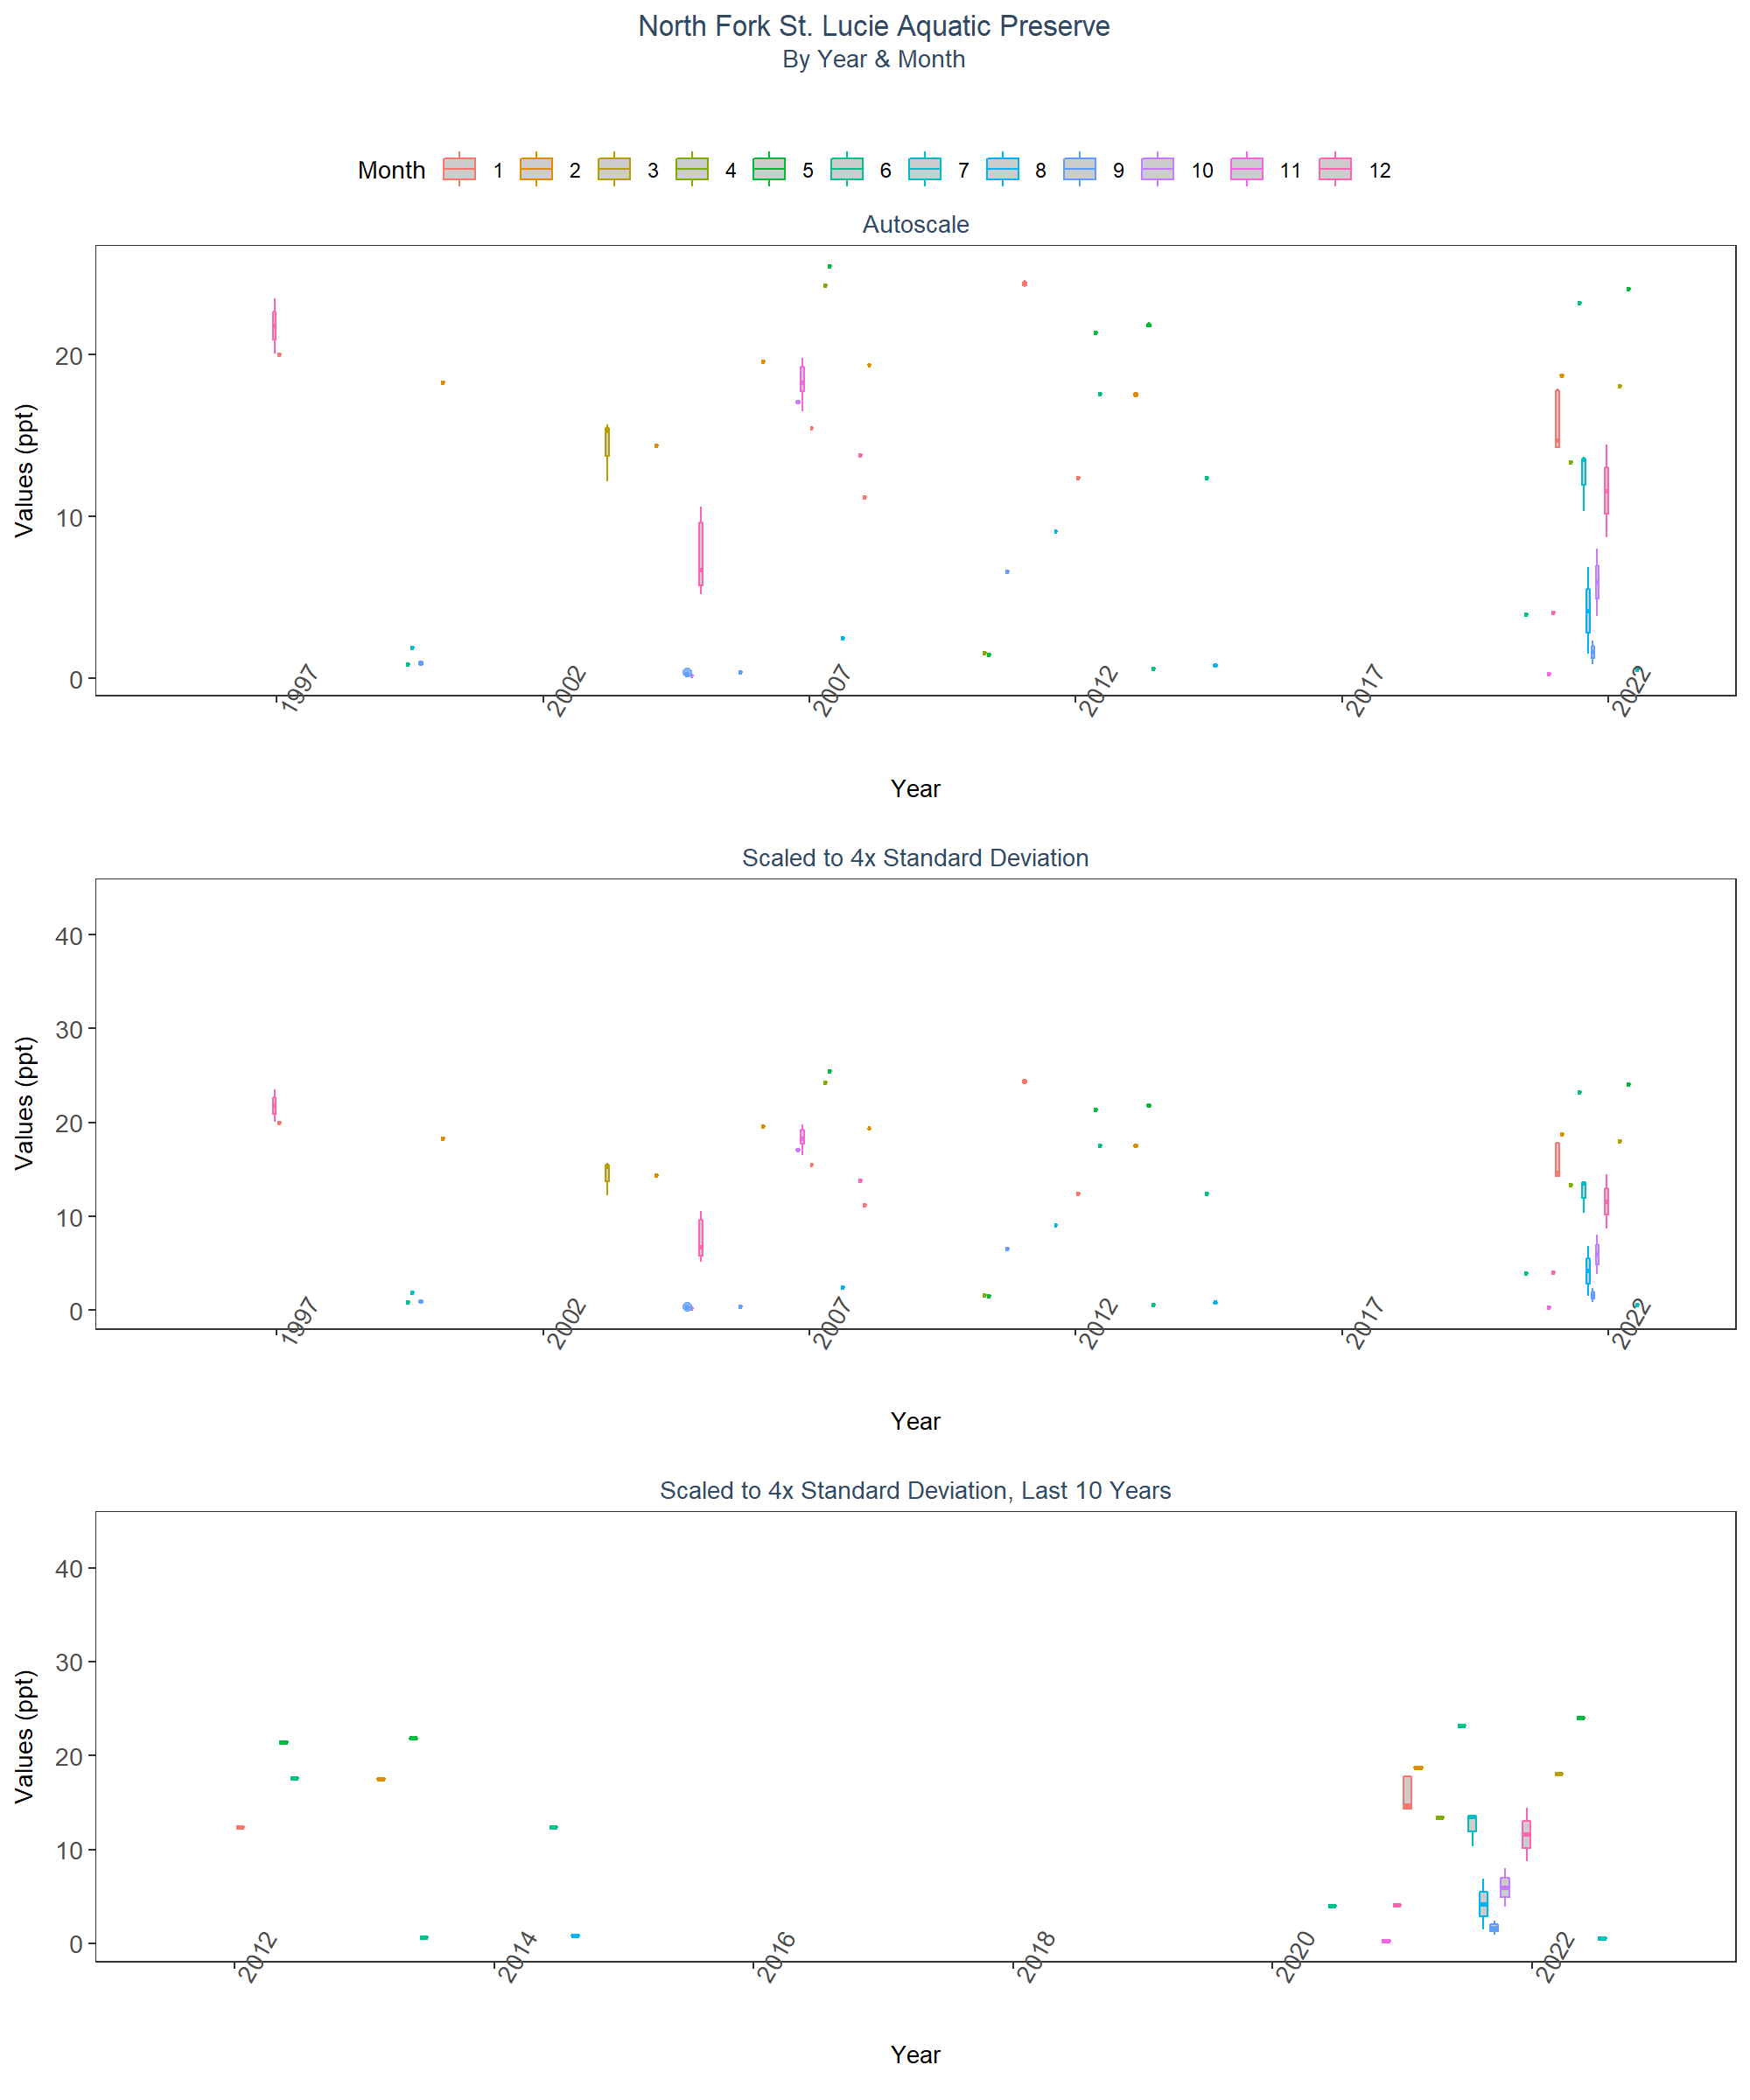 North Fork St. Lucie Aquatic Preserve
By Year & Month
Month 1 2 3 4 5 6 7 8 9 10 11 12
Autoscale
Values (ppt)
20
10
0
1997 2002 2007 2012 2017 2022
Year
Scaled to 4x Standard Deviation
Values (ppt)
40
30
20
10
0
1997 2002 2007 2012 2017 2022
Year
Scaled to 4x Standard Deviation, Last 10 Years
Values (ppt)
40
30
20
10
0
2012 2014 2016 2018 2020 2022
Year